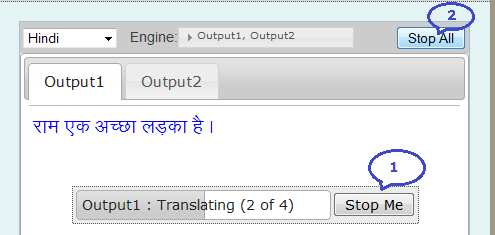 2
Hindi Engine: Output1, Output2 Stop All
Output1 Output2
राम एक अच्छा लड़का है।
1
Output1 : Translating (2 of 4) Stop Me